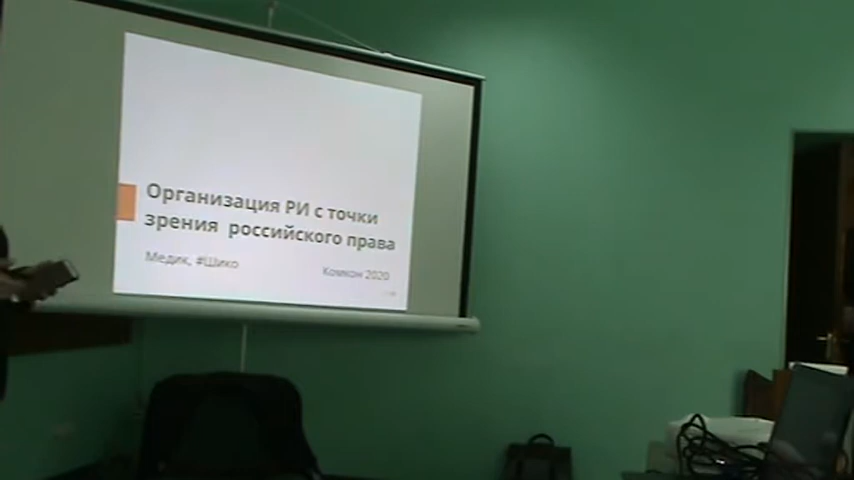 Организация РИ с точки
зрения российского права
Медик, #Шико
Комкон 2020